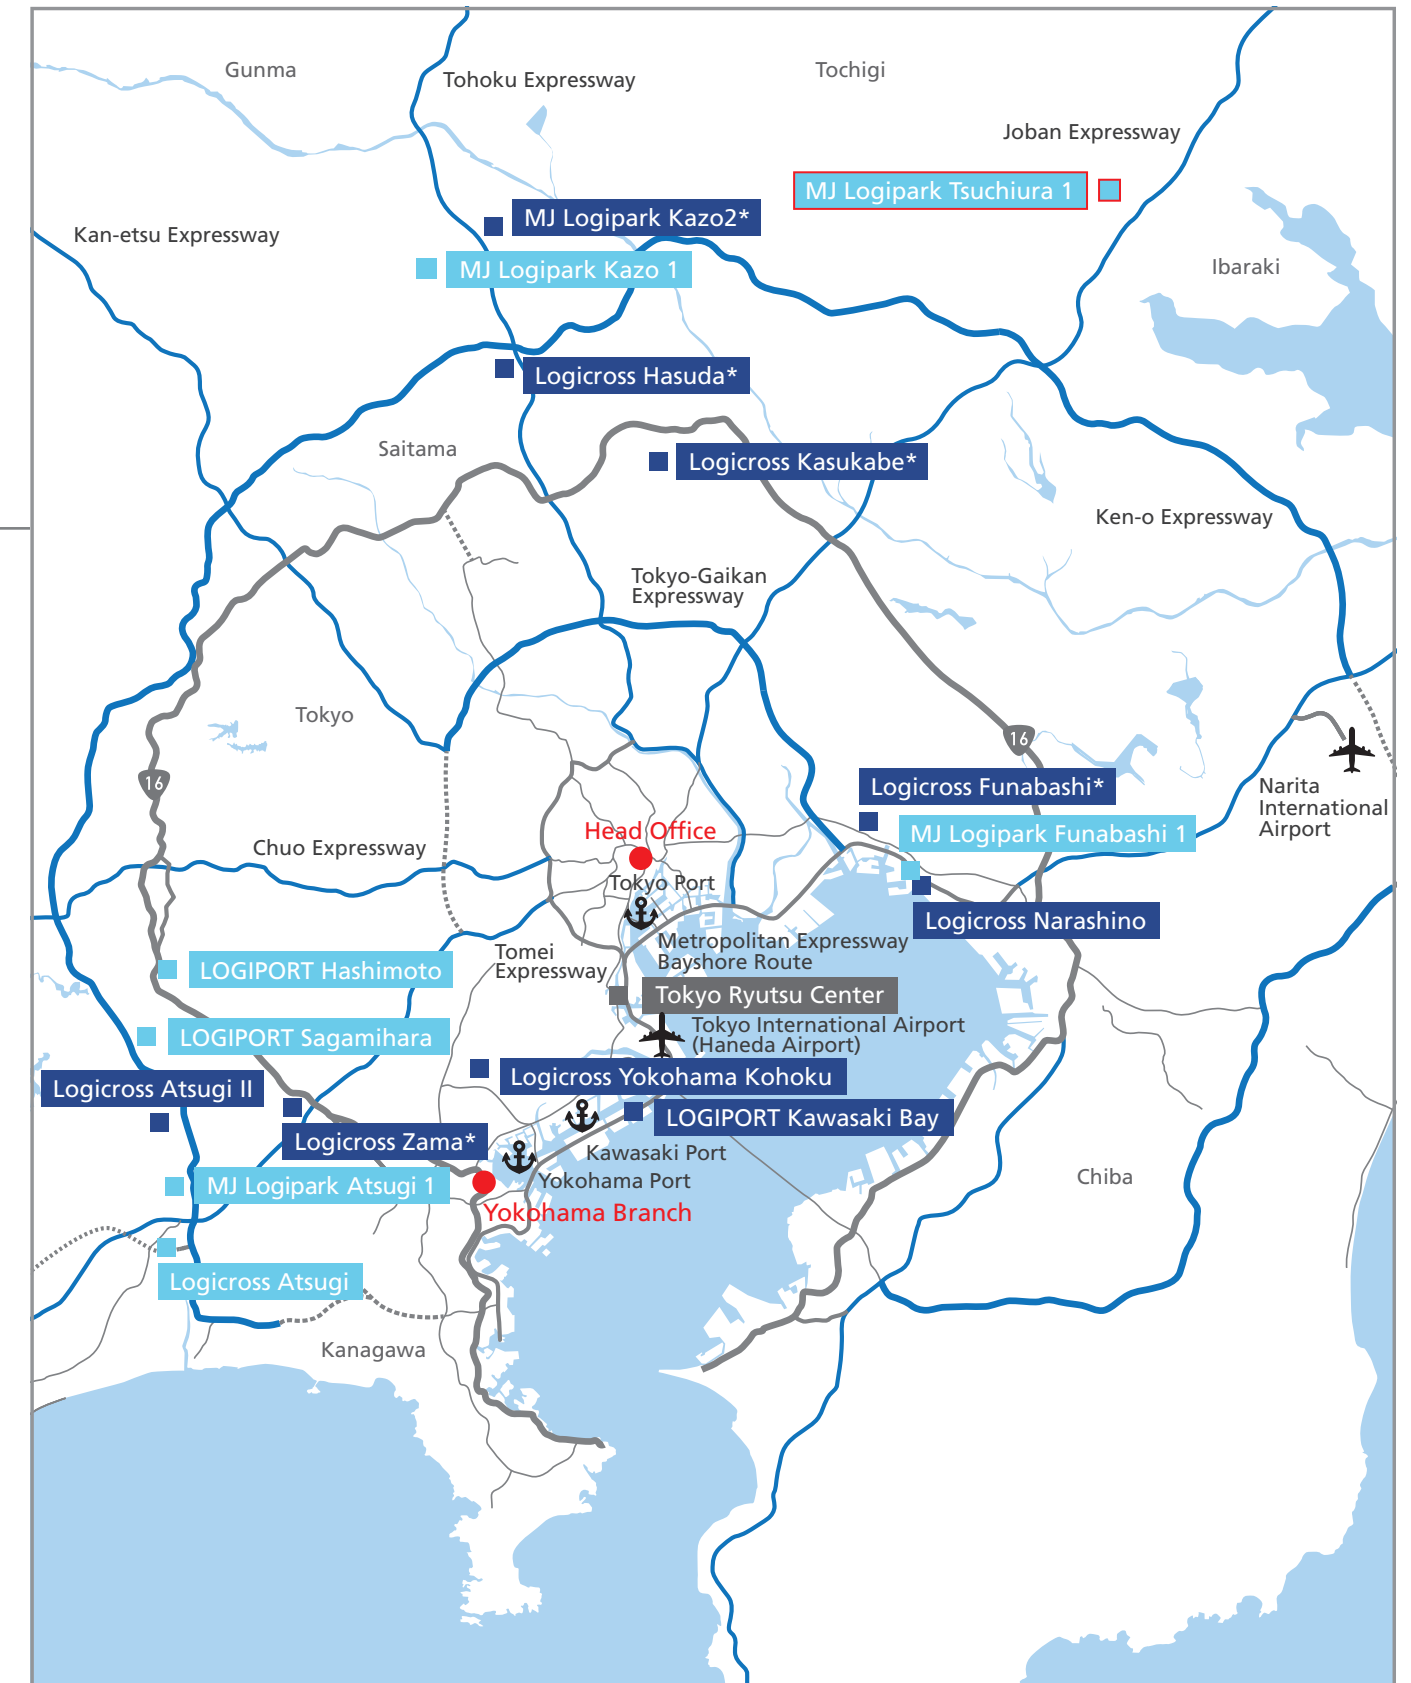 Gunma
Tohoku Expressway
Tochigi
Joban Expressway
MJ Logipark Tsuchiura 1
MJ Logipark Kazo2*
Kan-etsu Expressway
MJ Logipark Kazo 1
Ibaraki
Logicross Hasuda*
Saitama
Logicross Kasukabe*
Ken-o Expressway
Tokyo-Gaikan
Expressway
Tokyo
16
16
Logicross Funabashi*
Narita
International
Airport
Head Office
MJ Logipark Funabashi 1
Chuo Expressway
Tokyo Port
Logicross Narashino
Metropolitan Expressway
Bayshore Route
Tomei
Expressway
LOGIPORT Hashimoto
Tokyo Ryutsu Center
Tokyo International Airport
(Haneda Airport)
LOGIPORT Sagamihara
Logicross Yokohama Kohoku
Logicross Atsugi II
LOGIPORT Kawasaki Bay
Logicross Zama*
Kawasaki Port
Yokohama Port
Chiba
MJ Logipark Atsugi 1
Yokohama Branch
Logicross Atsugi
Kanagawa